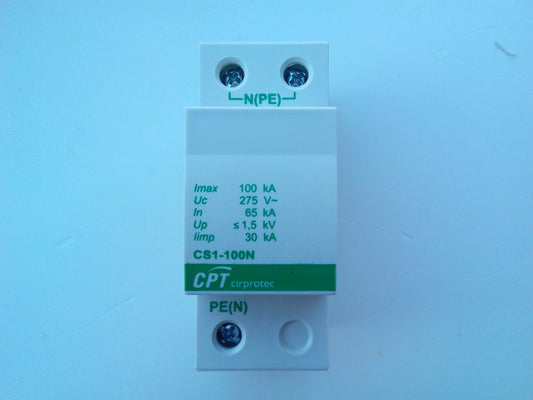 N(PE)
Imax 100 kA
Uc 275 V~
In 65 kA
Up ≤1,5 kV
Iimp 30 kA
CS1-100N
CPT cirprotec
PE(N)